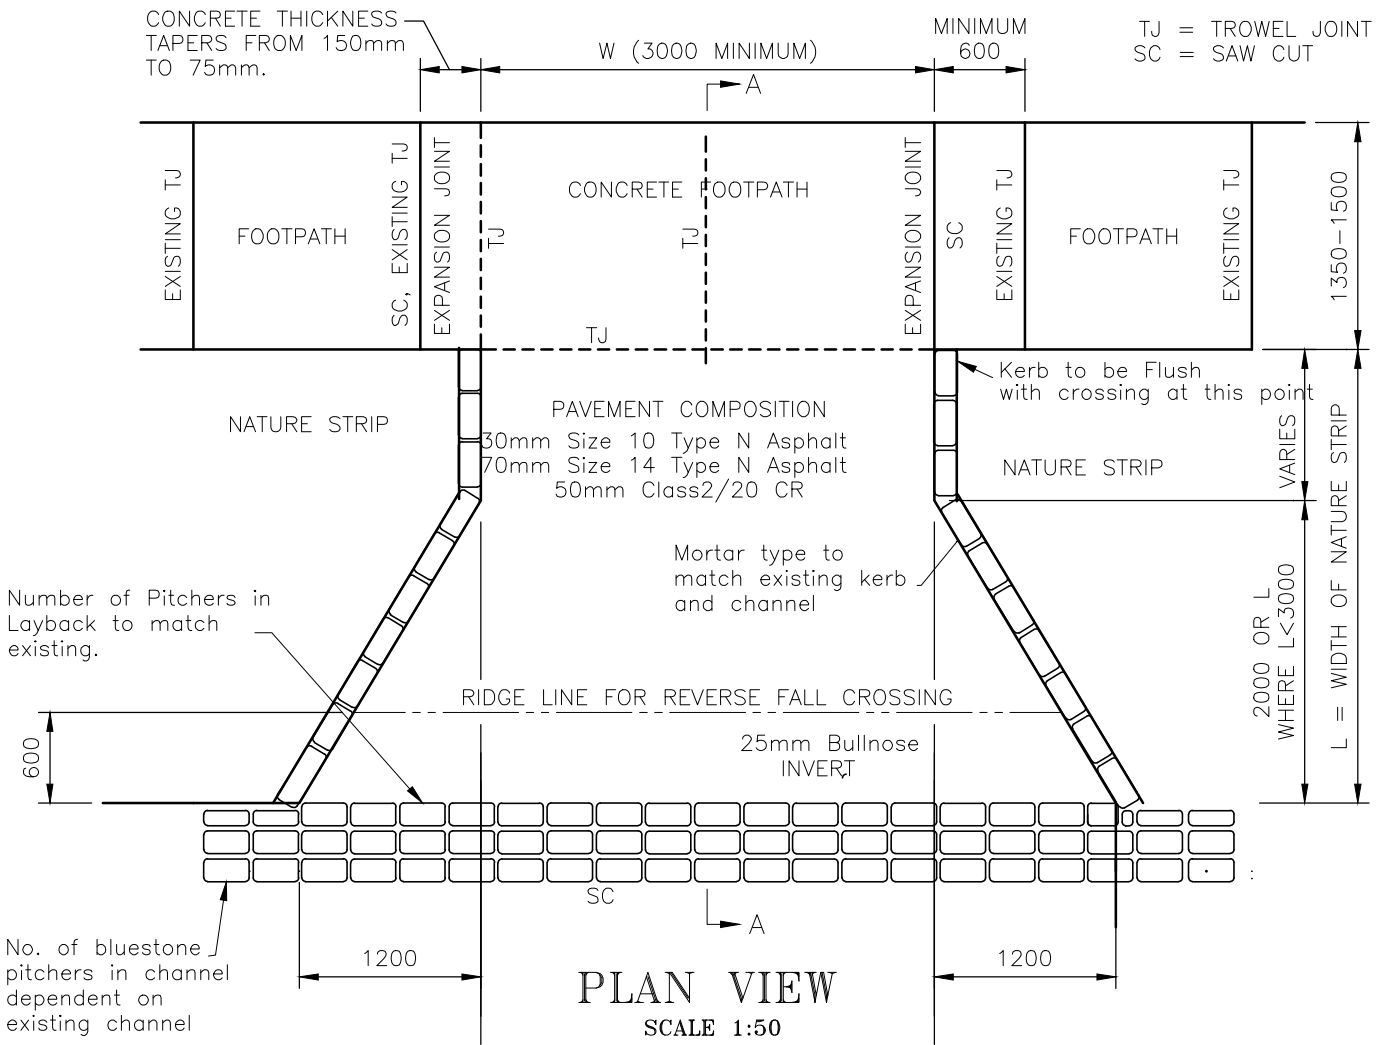 CONCRETE THICKNESS
TAPERS FROM 150mm
TO 75mm.
W (3000 MINIMUM)
MINIMUM
600
TJ = TROWEL JOINT
SC = SAW CUT
A
EXISTING TJ
FOOTPATH
SC, EXISTING TJ
EXPANSION JOINT
TJ
CONCRETE FOOTPATH
TJ
TJ
EXPANSION JOINT
SC
EXISTING TJ
FOOTPATH
EXISTING TJ
1350-1500
Kerb to be Flush
with crossing at this point
NATURE STRIP
PAVEMENT COMPOSITION
30mm Size 10 Type N Asphalt
70mm Size 14 Type N Asphalt
50mm Class2/20 CR
NATURE STRIP
VARIES
L = WIDTH OF NATURE STRIP
Mortar type to
match existing kerb
and channel
2000 OR L
WHERE L<3000
Number of Pitchers in
Layback to match
existing.
RIDGE LINE FOR REVERSE FALL CROSSING
600
25mm Bullnose
INVERT
SC
A
No. of bluestone
pitchers in channel
dependent on
existing channel
1200
1200
PLAN VIEW
SCALE 1:50